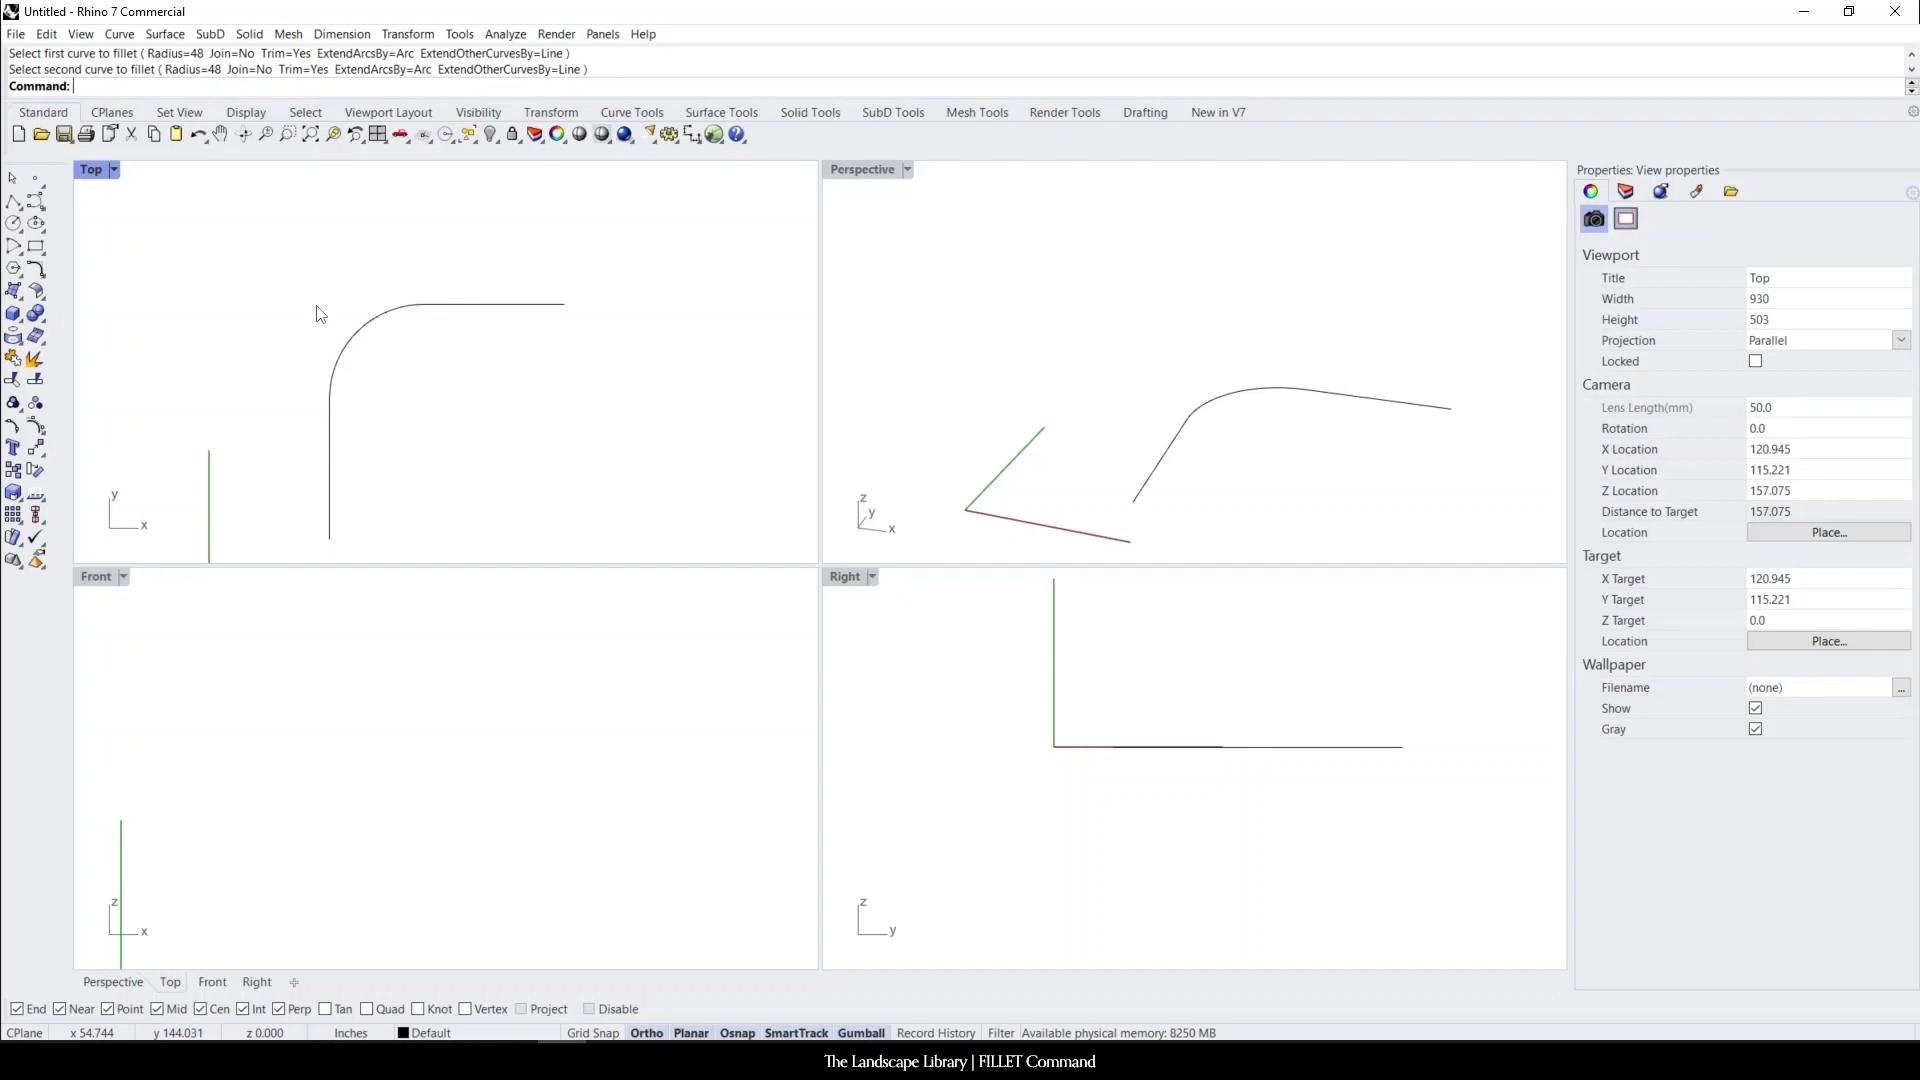 Untitled - Rhino 7 Commercial
File Edit View Curve Surface SubD Solid Mesh Dimension Transform Tools Analyze Render Panels Help
Select first curve to fillet ( Radius=48 Join=No Trim=Yes ExtendArcsBy=Arc ExtendOtherCurvesBy=Line )
Select second curve to fillet ( Radius=48 Join=No Trim=Yes ExtendArcsBy=Arc ExtendOtherCurvesBy=Line )
Command:
Standard CPlanes Set View Display Select Viewport Layout Visibility Transform Curve Tools Surface Tools Solid Tools SubD Tools Mesh Tools Render Tools Drafting New in V7
Top
y
x
Perspective
z
y
x
Front
z
x
Right
z
y
Properties: View properties
Viewport
Title Top
Width 930
Height 503
Projection Parallel
Locked
Camera
Lens Length(mm) 50.0
Rotation 0.0
X Location 120.945
Y Location 115.221
Z Location 157.075
Distance to Target 157.075
Location Place...
Target
X Target 120.945
Y Target 115.221
Z Target 0.0
Location Place...
Wallpaper
Filename (none) ...
Show
Gray
Perspective Top Front Right
End Near Point Mid Cen Int Perp Tan Quad Knot Vertex Project Disable
CPlane x 54.744 y 144.031 z 0.000 Inches Default Grid Snap Ortho Planar Osnap SmartTrack Gumball Record History Filter Available physical memory: 8250 MB
The Landscape Library | FILLET Command